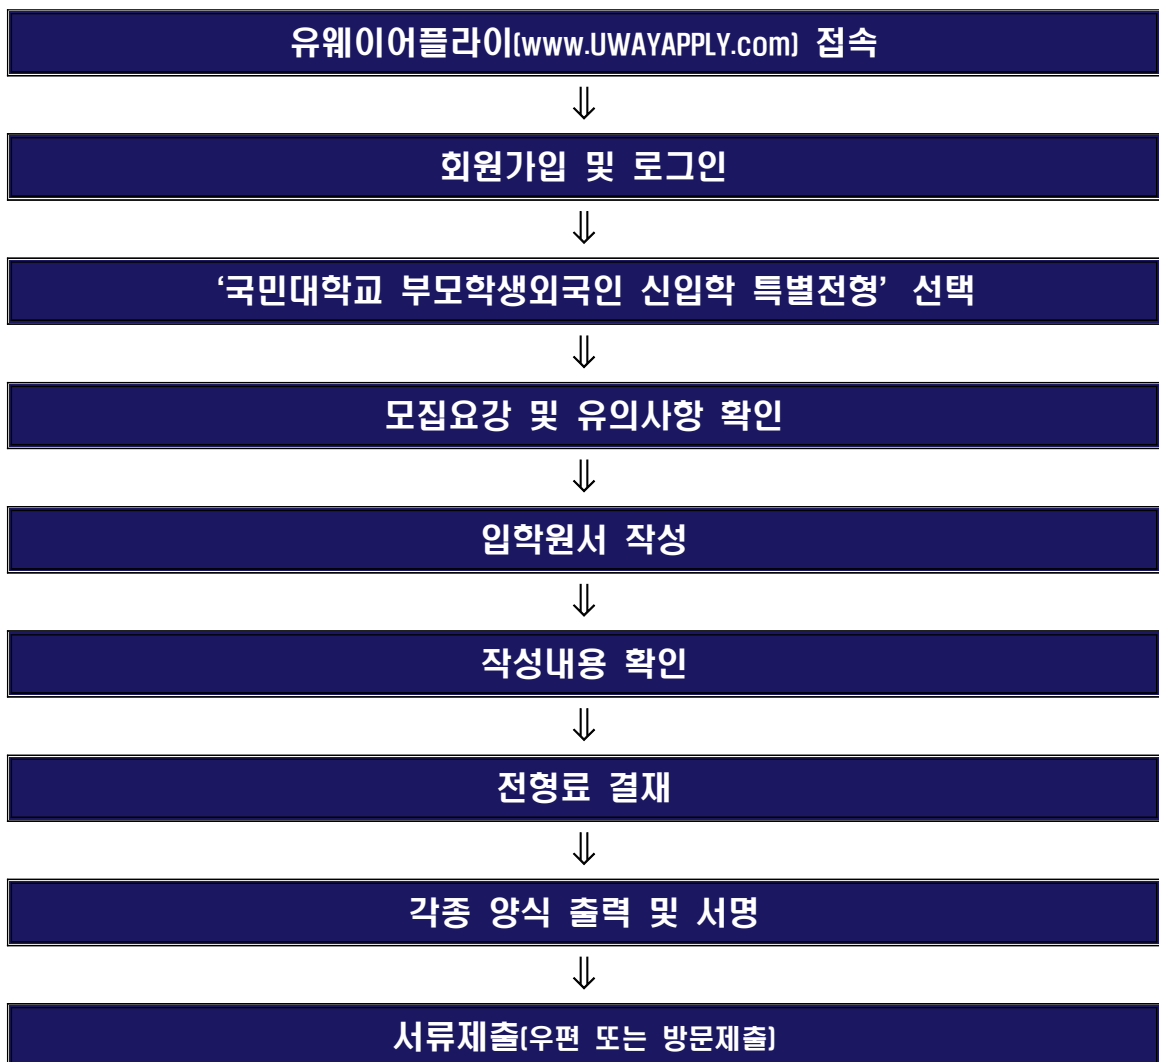 유웨이어플라이(www.UWAYAPPLY.com) 접속
⇓
회원가입 및 로그인
⇓
‘국민대학교 부모학생외국인 신입학 특별전형’ 선택
⇓
모집요강 및 유의사항 확인
⇓
입학원서 작성
⇓
작성내용 확인
⇓
전형료 결재
⇓
각종 양식 출력 및 서명
⇓
서류제출(우편 또는 방문제출)